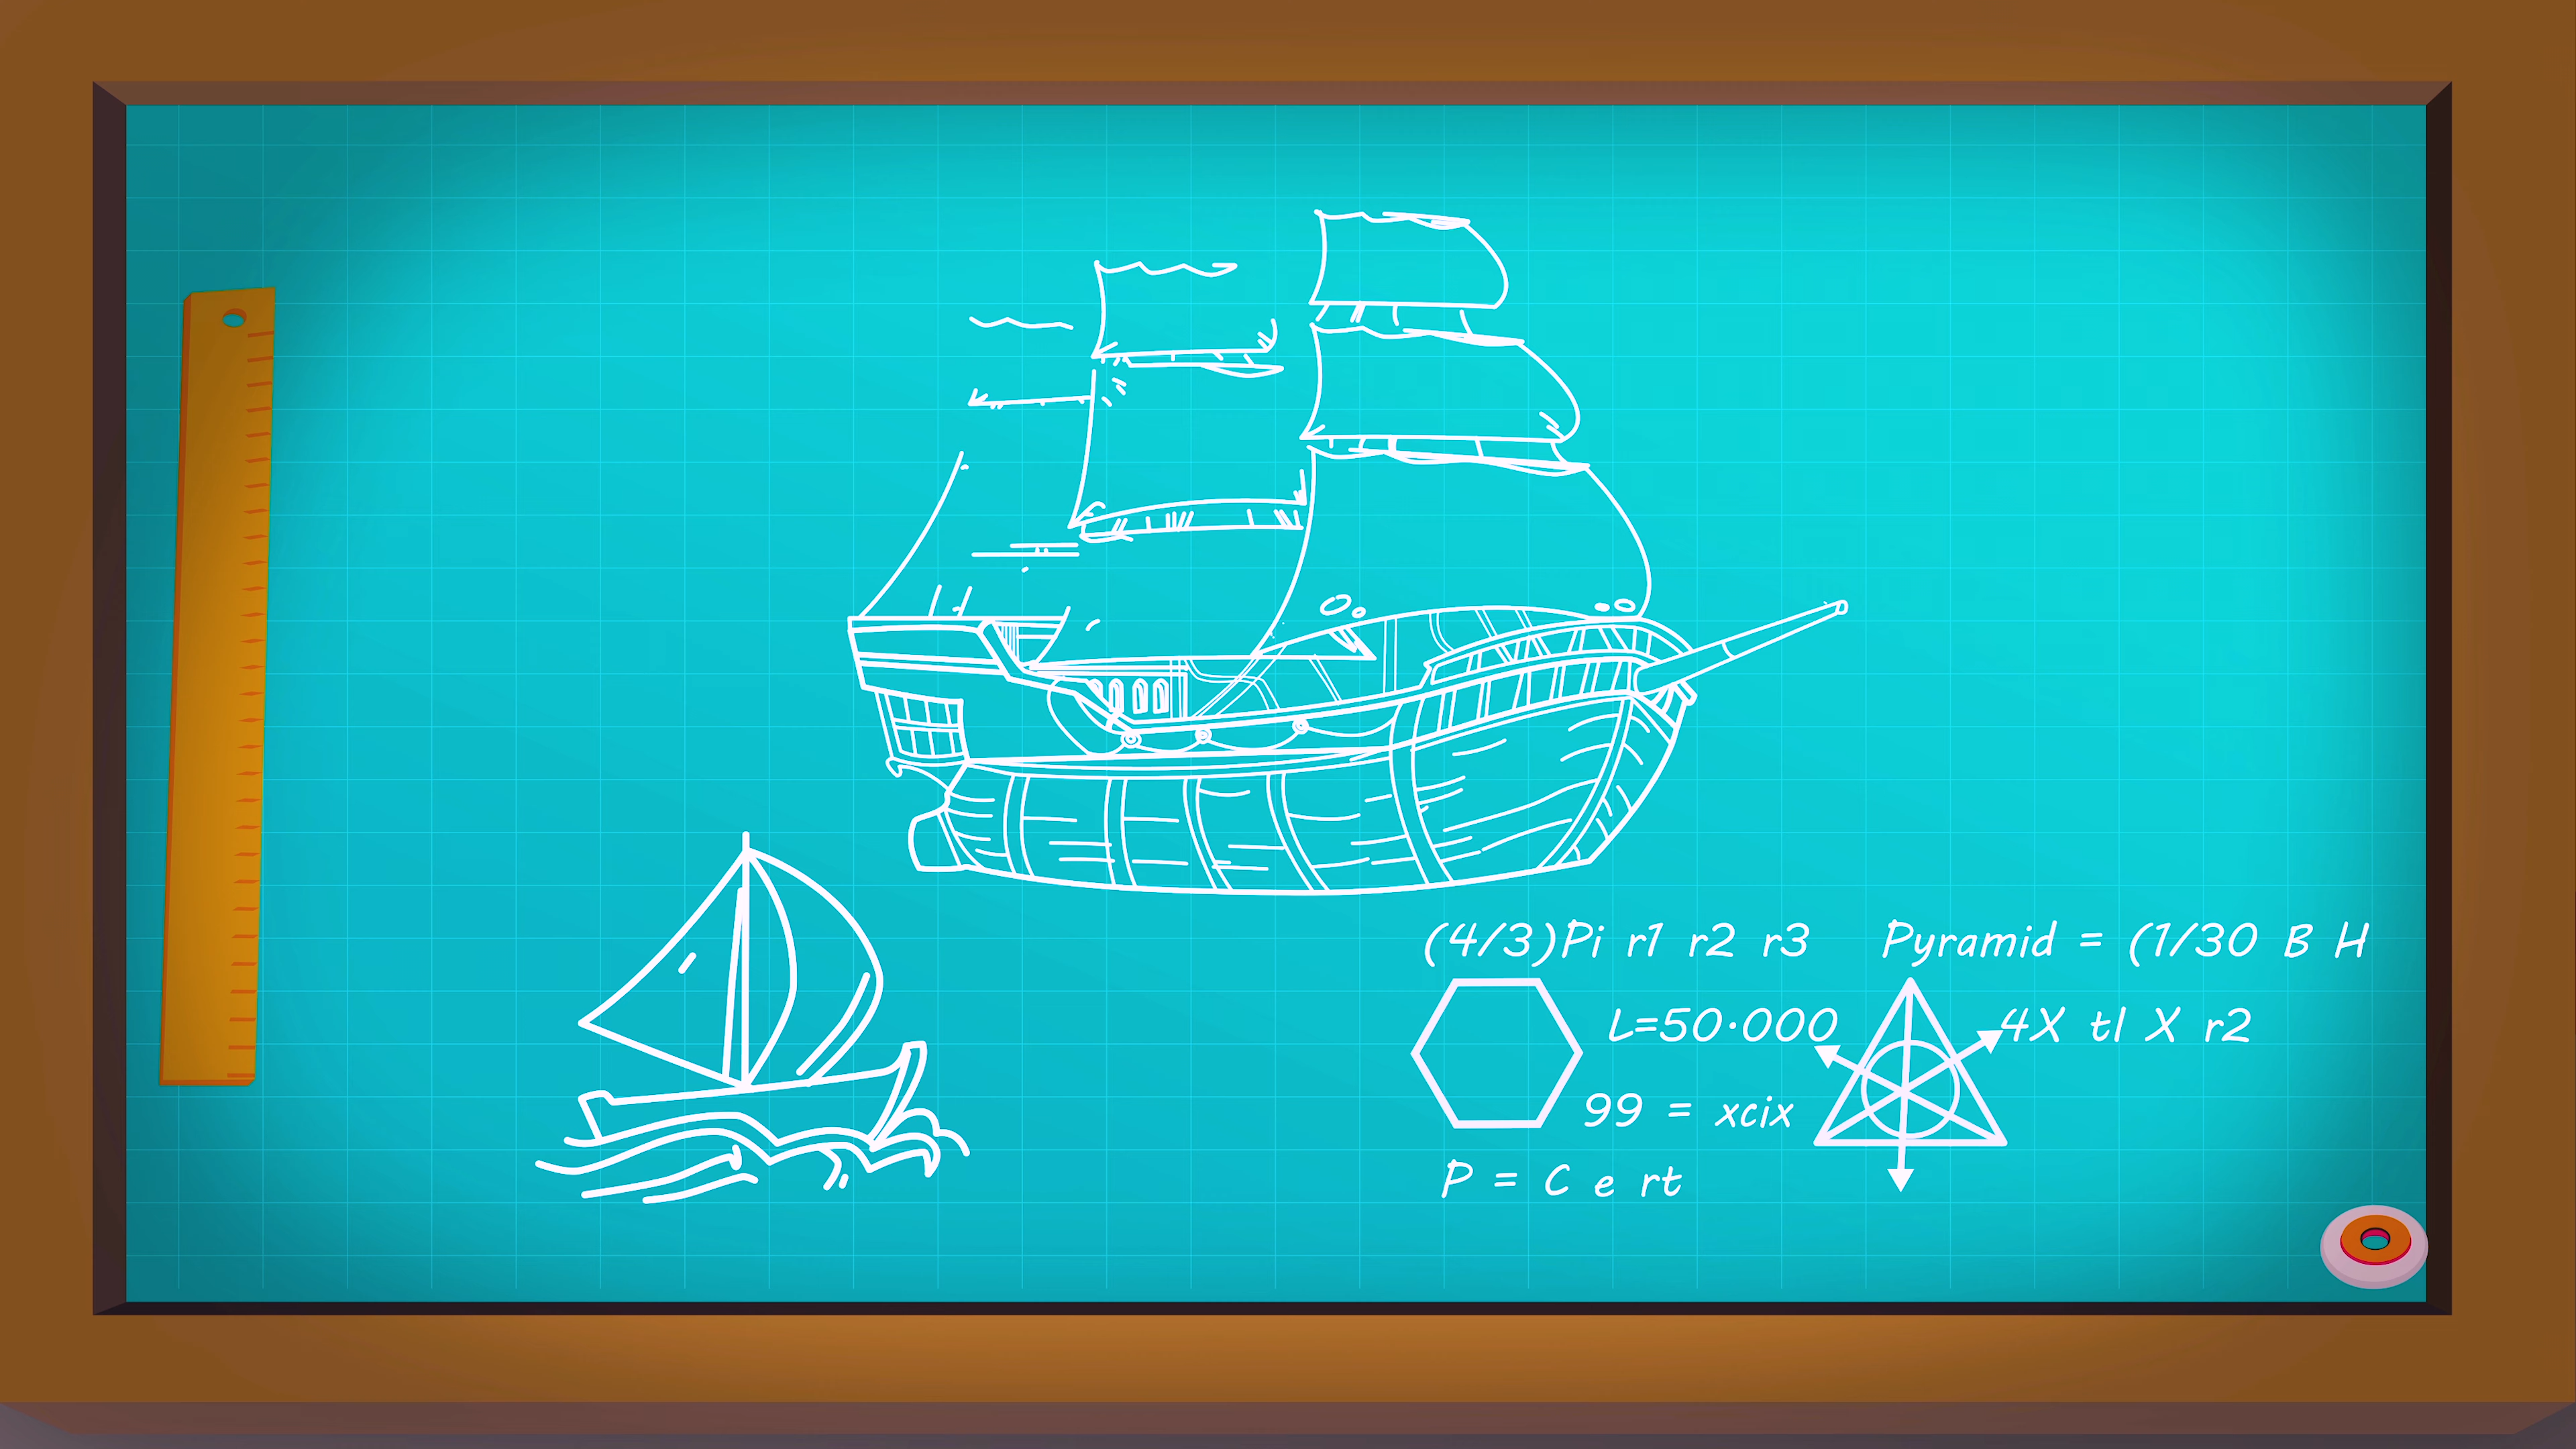 (4/3)Pi r1 r2 r3
Pyramid = (1/30 B H
L=50·000
4X tl X r2
99 = xcix
P = C e rt